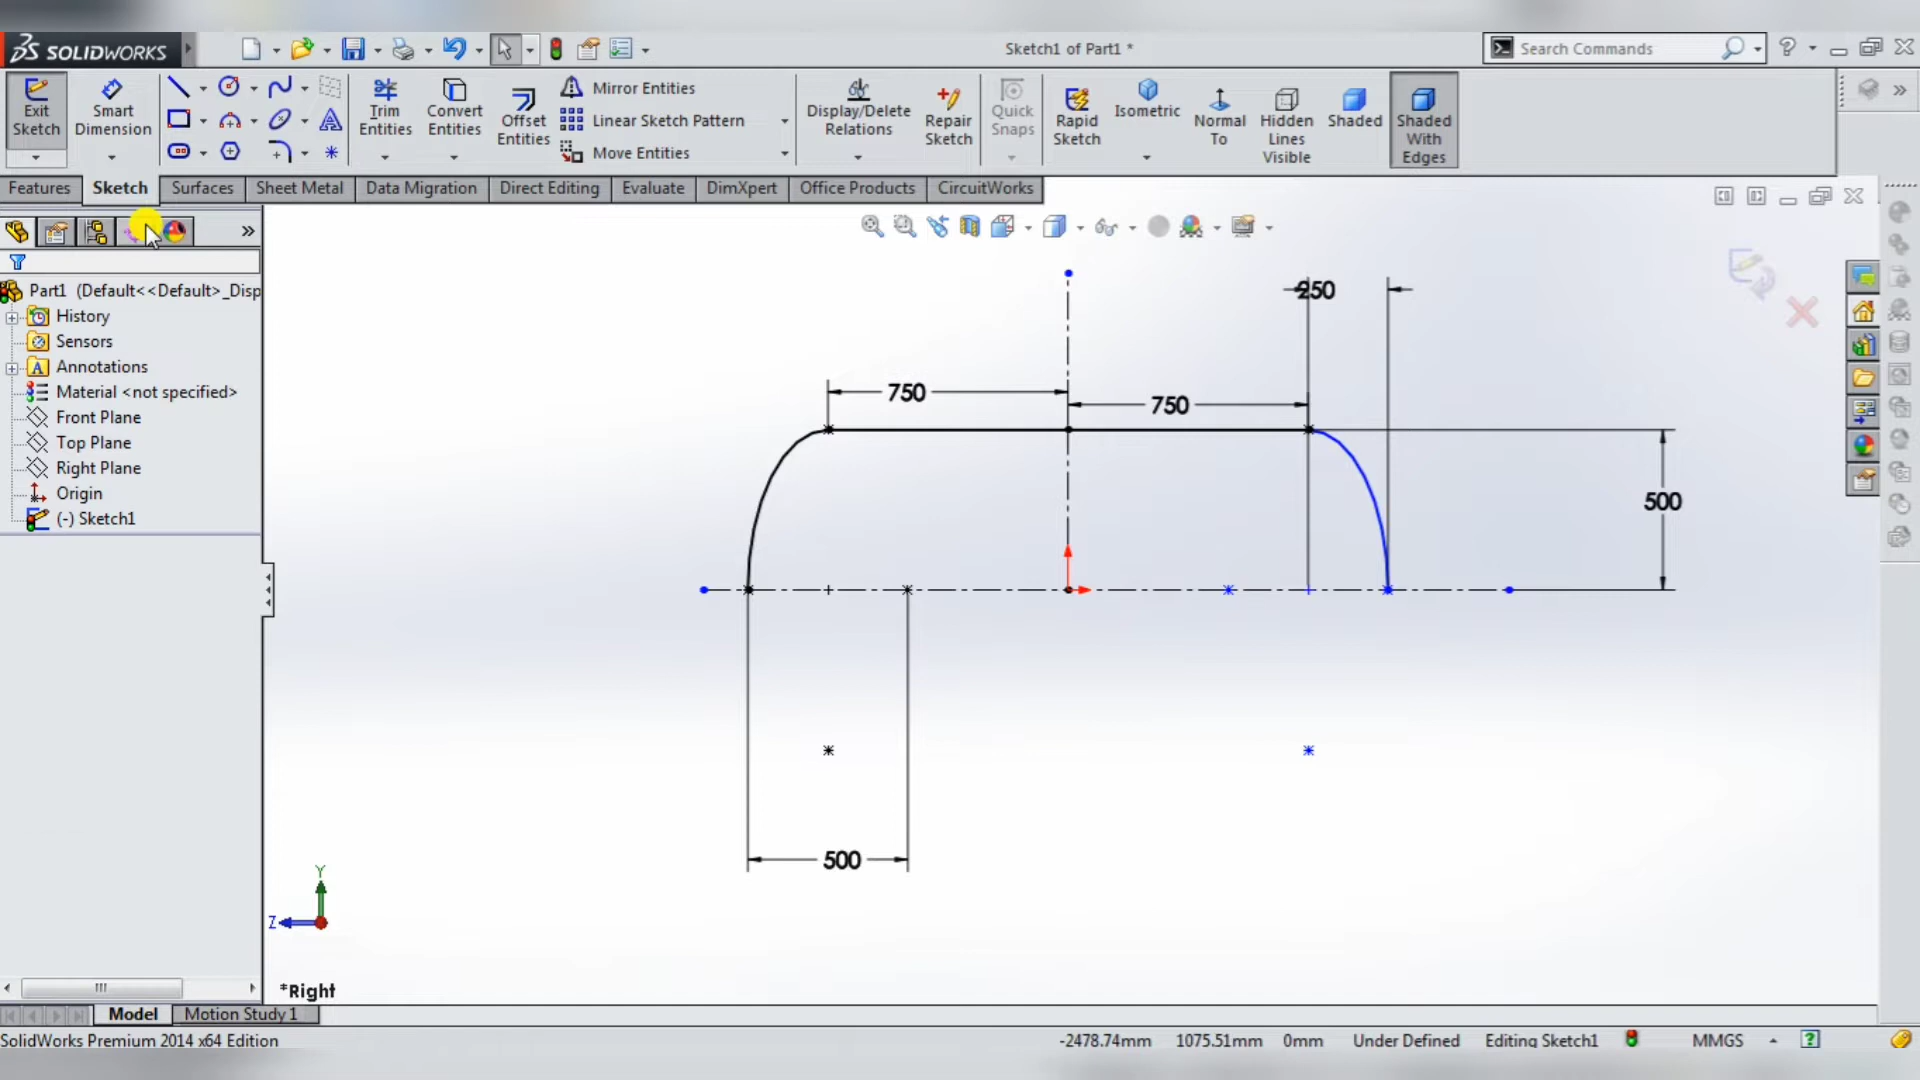 SOLIDWORKS
Sketch1 of Part1 *
Search Commands
Exit Sketch
Smart Dimension
Trim Entities
Convert Entities
Offset Entities
Mirror Entities
Linear Sketch Pattern
Move Entities
Display/Delete Relations
Repair Sketch
Quick Snaps
Rapid Sketch
Isometric
Normal To
Hidden Lines Visible
Shaded
Shaded With Edges
Features
Sketch
Surfaces
Sheet Metal
Data Migration
Direct Editing
Evaluate
DimXpert
Office Products
CircuitWorks
Part1 (Default<<Default>_Disp
History
Sensors
Annotations
Material <not specified>
Front Plane
Top Plane
Right Plane
Origin
(-) Sketch1
250
750
750
500
500
Y
Z
*Right
Model
Motion Study 1
SolidWorks Premium 2014 x64 Edition
-2478.74mm 1075.51mm 0mm Under Defined Editing Sketch1 MMGS